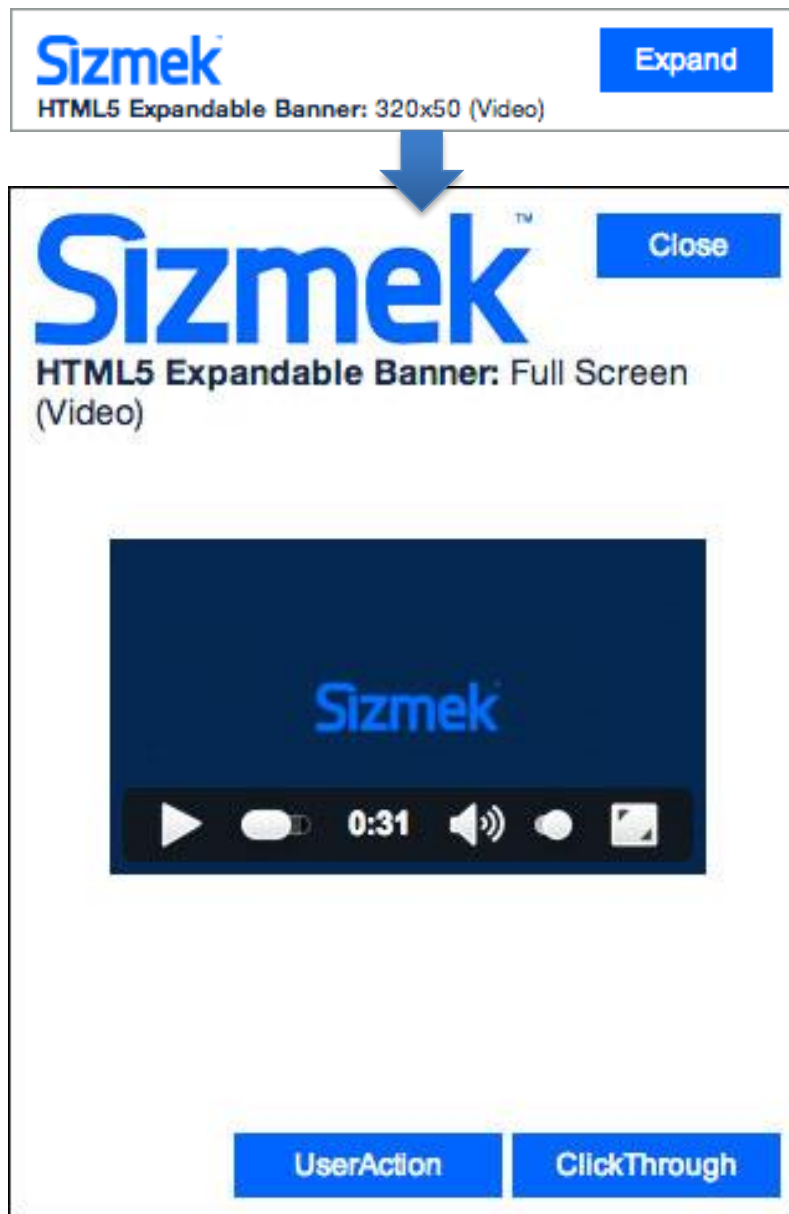 Sizmek
Expand
HTML5 Expandable Banner: 320x50 (Video)
Sizmek™
Close
HTML5 Expandable Banner: Full Screen
(Video)
Sizmek
0:31
UserAction
ClickThrough